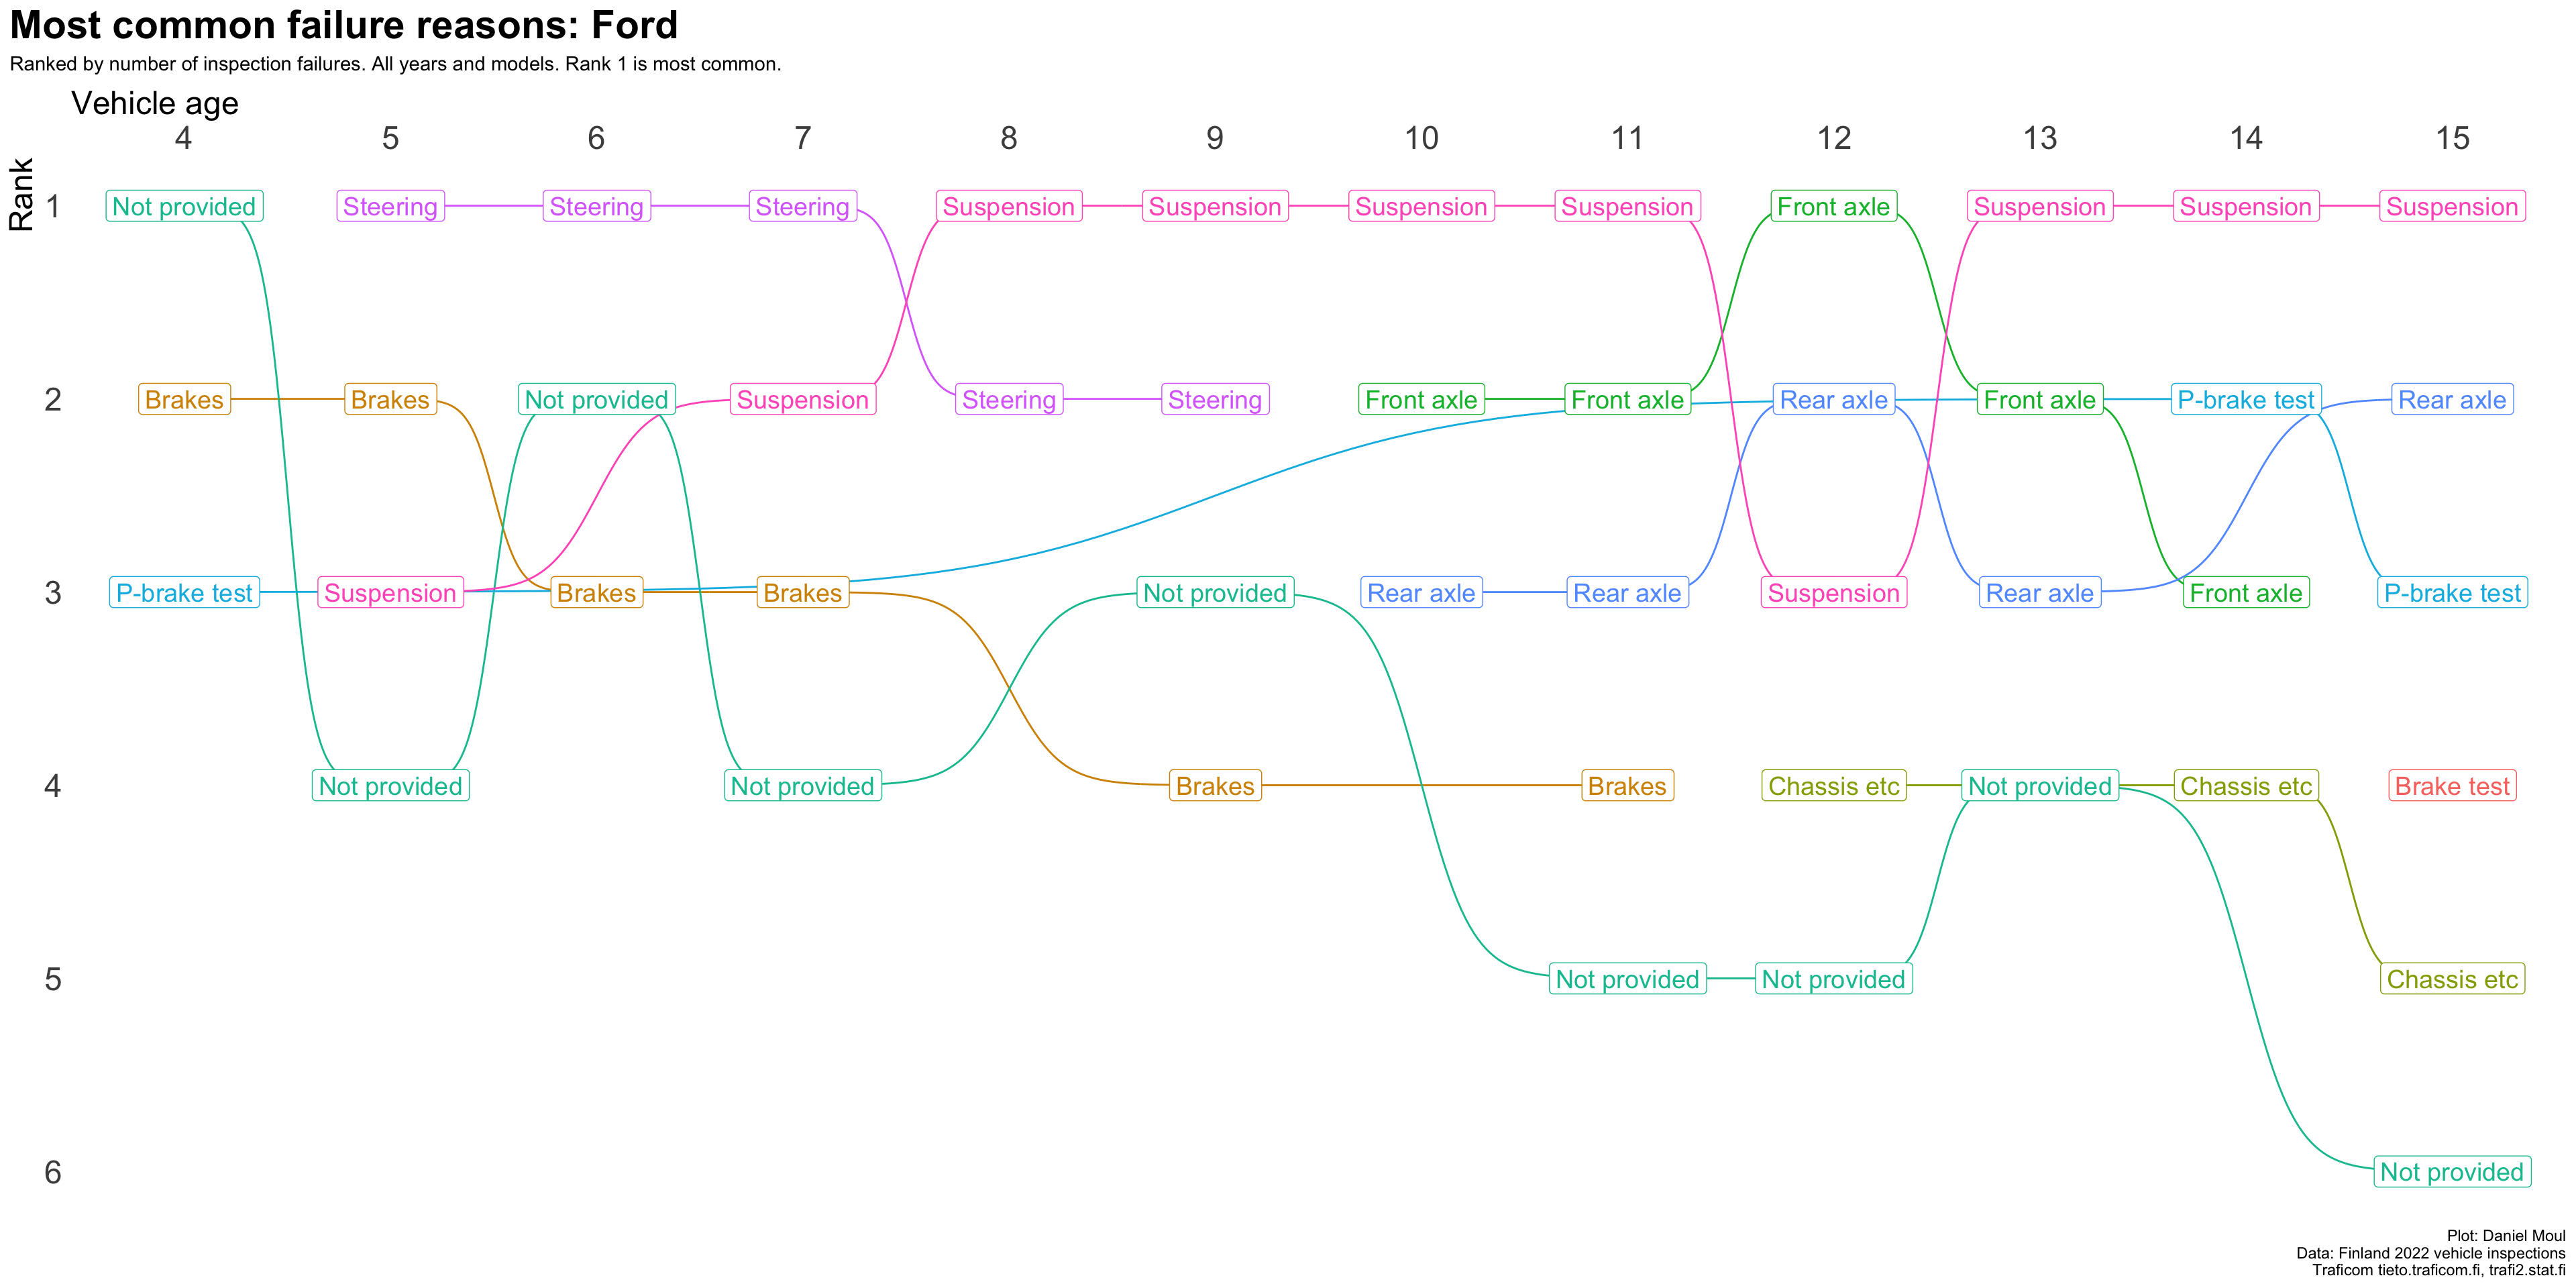 Most common failure reasons: Ford
Ranked by number of inspection failures. All years and models. Rank 1 is most common.
Vehicle age
4 5 6 7 8 9 10 11 12 13 14 15
Rank
1 Not provided Steering Steering Steering Suspension Suspension Suspension Suspension Front axle Suspension Suspension Suspension
2 Brakes Brakes Not provided Suspension Steering Steering Front axle Front axle Rear axle Front axle P-brake test Rear axle
3 P-brake test Suspension Brakes Brakes Not provided Rear axle Rear axle Suspension Rear axle Front axle P-brake test
4 Not provided Not provided Brakes Brakes Chassis etc Not provided Chassis etc Brake test
5 Not provided Not provided Chassis etc
6 Not provided
Plot: Daniel Moul
Data: Finland 2022 vehicle inspections
Traficom tieto.traficom.fi, trafi2.stat.fi